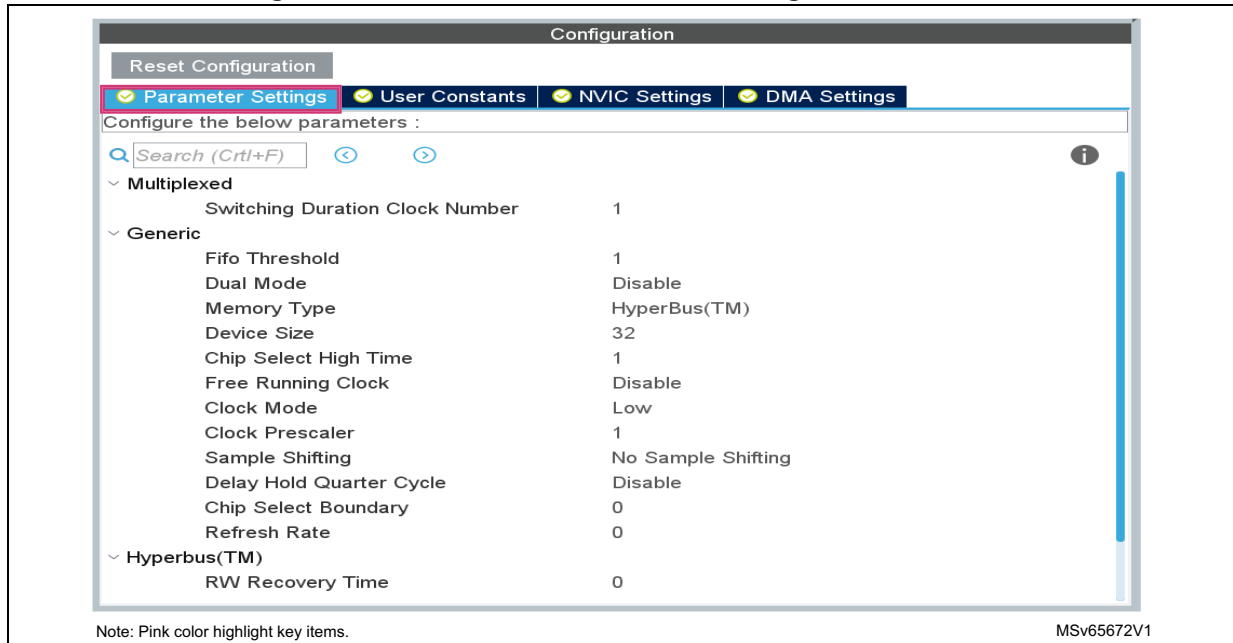 Configuration
Reset Configuration
Parameter Settings User Constants NVIC Settings DMA Settings
Configure the below parameters :
Search (Crtl+F)
Multiplexed
Switching Duration Clock Number 1
Generic
Fifo Threshold 1
Dual Mode Disable
Memory Type HyperBus(TM)
Device Size 32
Chip Select High Time 1
Free Running Clock Disable
Clock Mode Low
Clock Prescaler 1
Sample Shifting No Sample Shifting
Delay Hold Quarter Cycle Disable
Chip Select Boundary 0
Refresh Rate 0
Hyperbus(TM)
RW Recovery Time 0
Note: Pink color highlight key items. MSv65672V1